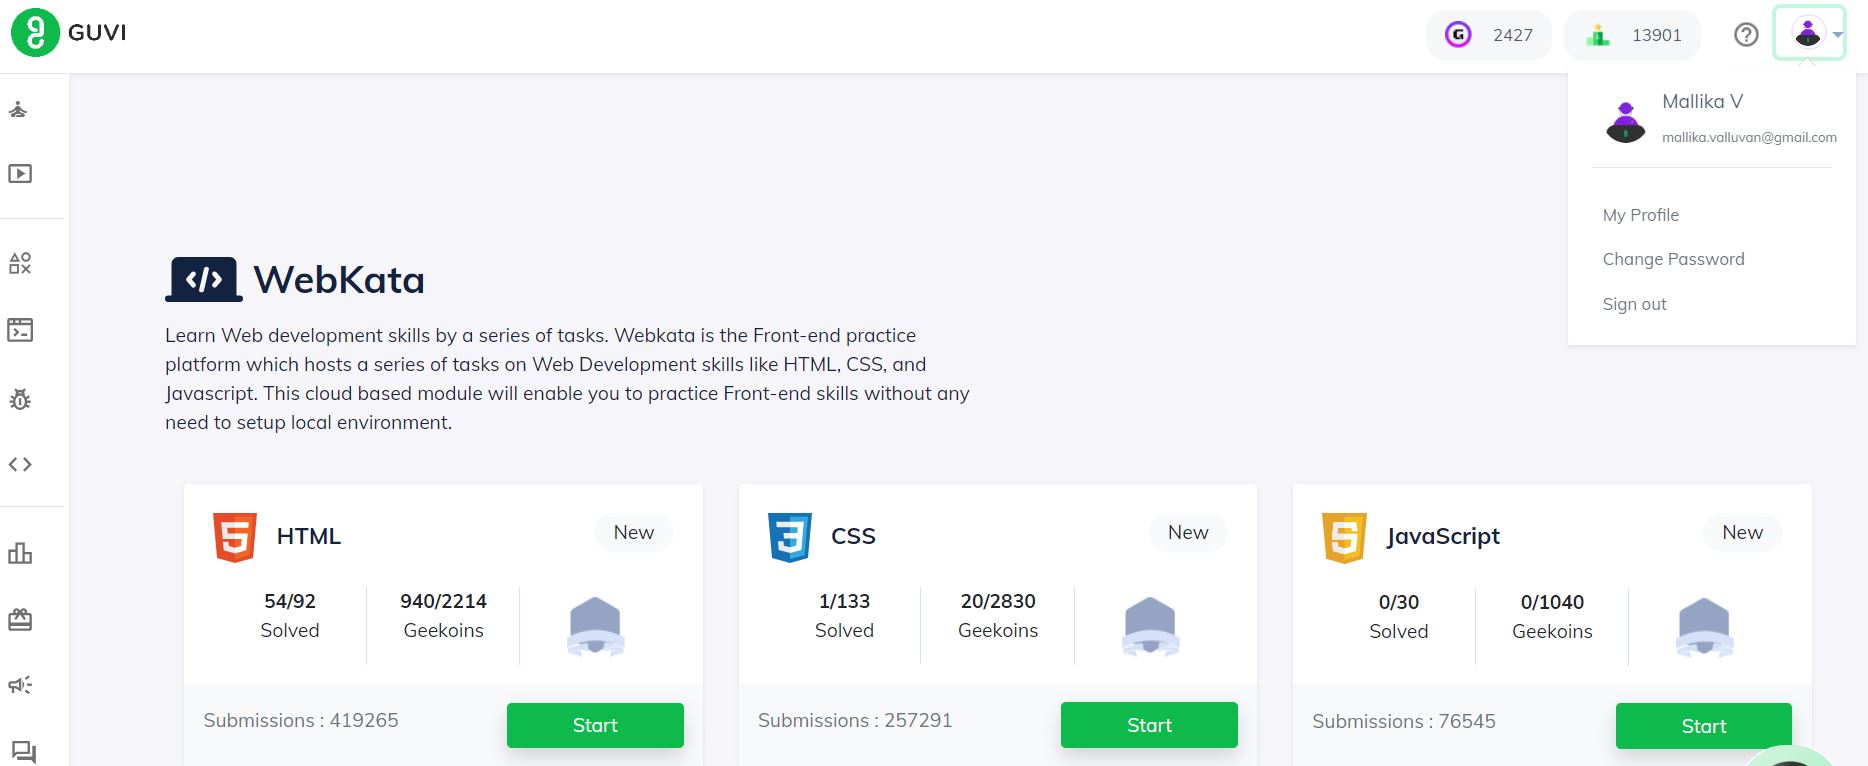 GUVI
2427
13901
Mallika V
mallika.valluvan@gmail.com
My Profile
Change Password
Sign out
WebKata
Learn Web development skills by a series of tasks. Webkata is the Front-end practice
platform which hosts a series of tasks on Web Development skills like HTML, CSS, and
Javascript. This cloud based module will enable you to practice Front-end skills without any
need to setup local environment.
HTML
New
54/92
Solved
940/2214
Geekoins
Submissions : 419265
Start
CSS
New
1/133
Solved
20/2830
Geekoins
Submissions : 257291
Start
JavaScript
New
0/30
Solved
0/1040
Geekoins
Submissions : 76545
Start